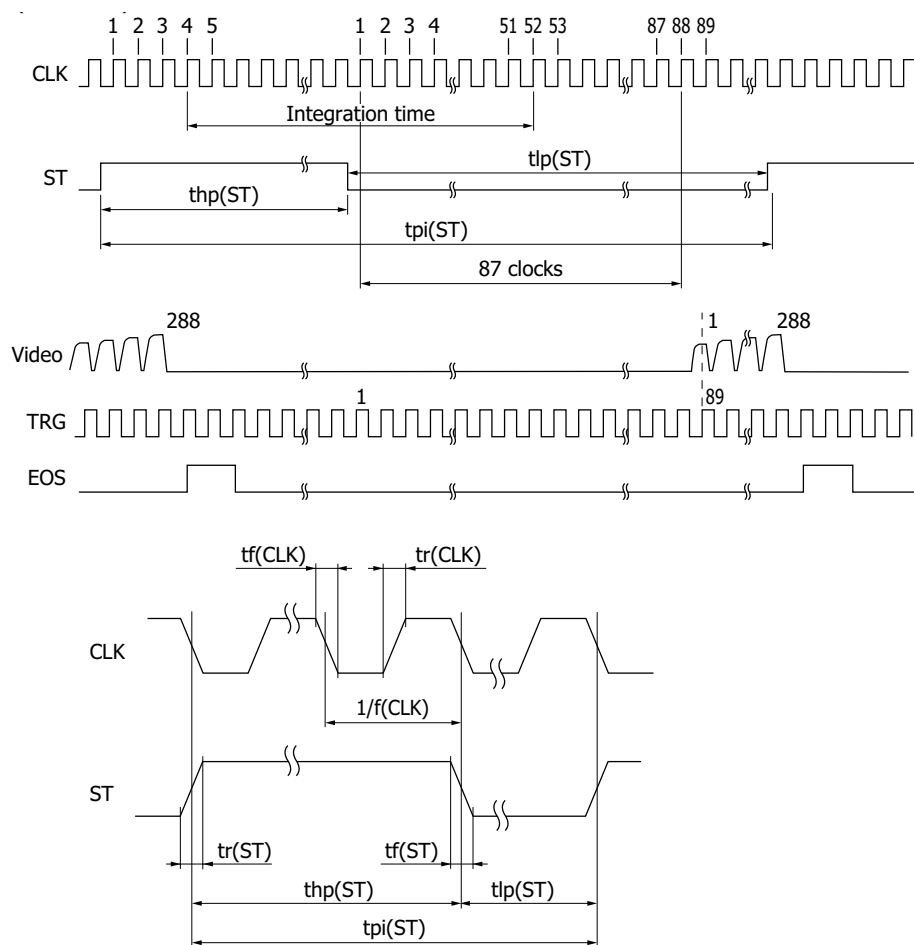 1 2 3 4 5 1 2 3 4 51 52 53 87 88 89
CLK
Integration time
tlp(ST)
ST
thp(ST)
tpi(ST)
87 clocks
288 1 288
Video
1 89
TRG
EOS
tf(CLK) tr(CLK)
CLK
1/f(CLK)
ST
tr(ST) tf(ST)
thp(ST) tlp(ST)
tpi(ST)